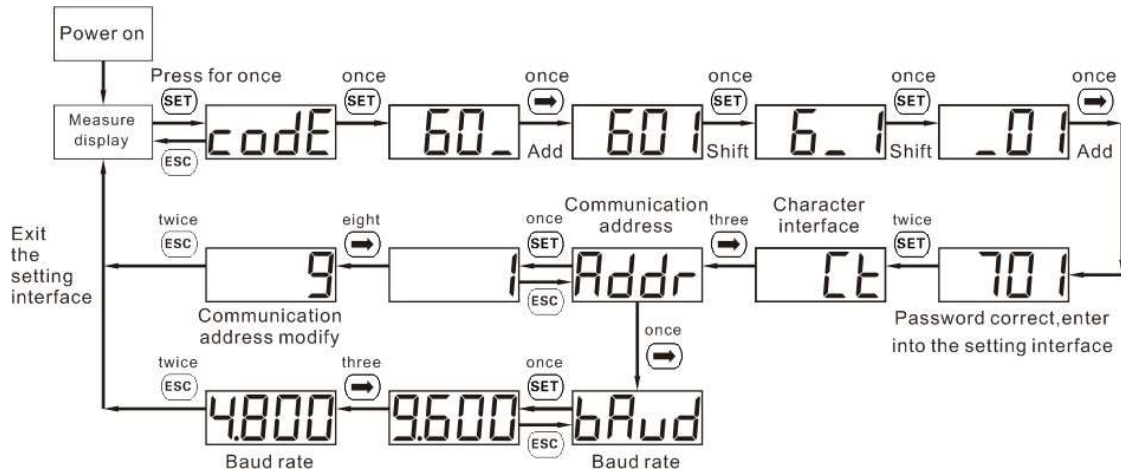 Power on
Press for once
SET
once
SET
once
➡
once
SET
once
SET
once
➡
Measure
display
ESC
codE
60_
Add
601
Shift
6_1
Shift
_01
Add
Exit
the
setting
interface
twice
ESC
eight
➡
once
SET
Communication
address
three
➡
Character
interface
twice
SET
9
1
ESC
Addr
Ct
701
Communication
address modify
once
➡
Password correct,enter
into the setting interface
twice
ESC
three
➡
once
SET
4.800
9.600
ESC
bAud
Baud rate
Baud rate